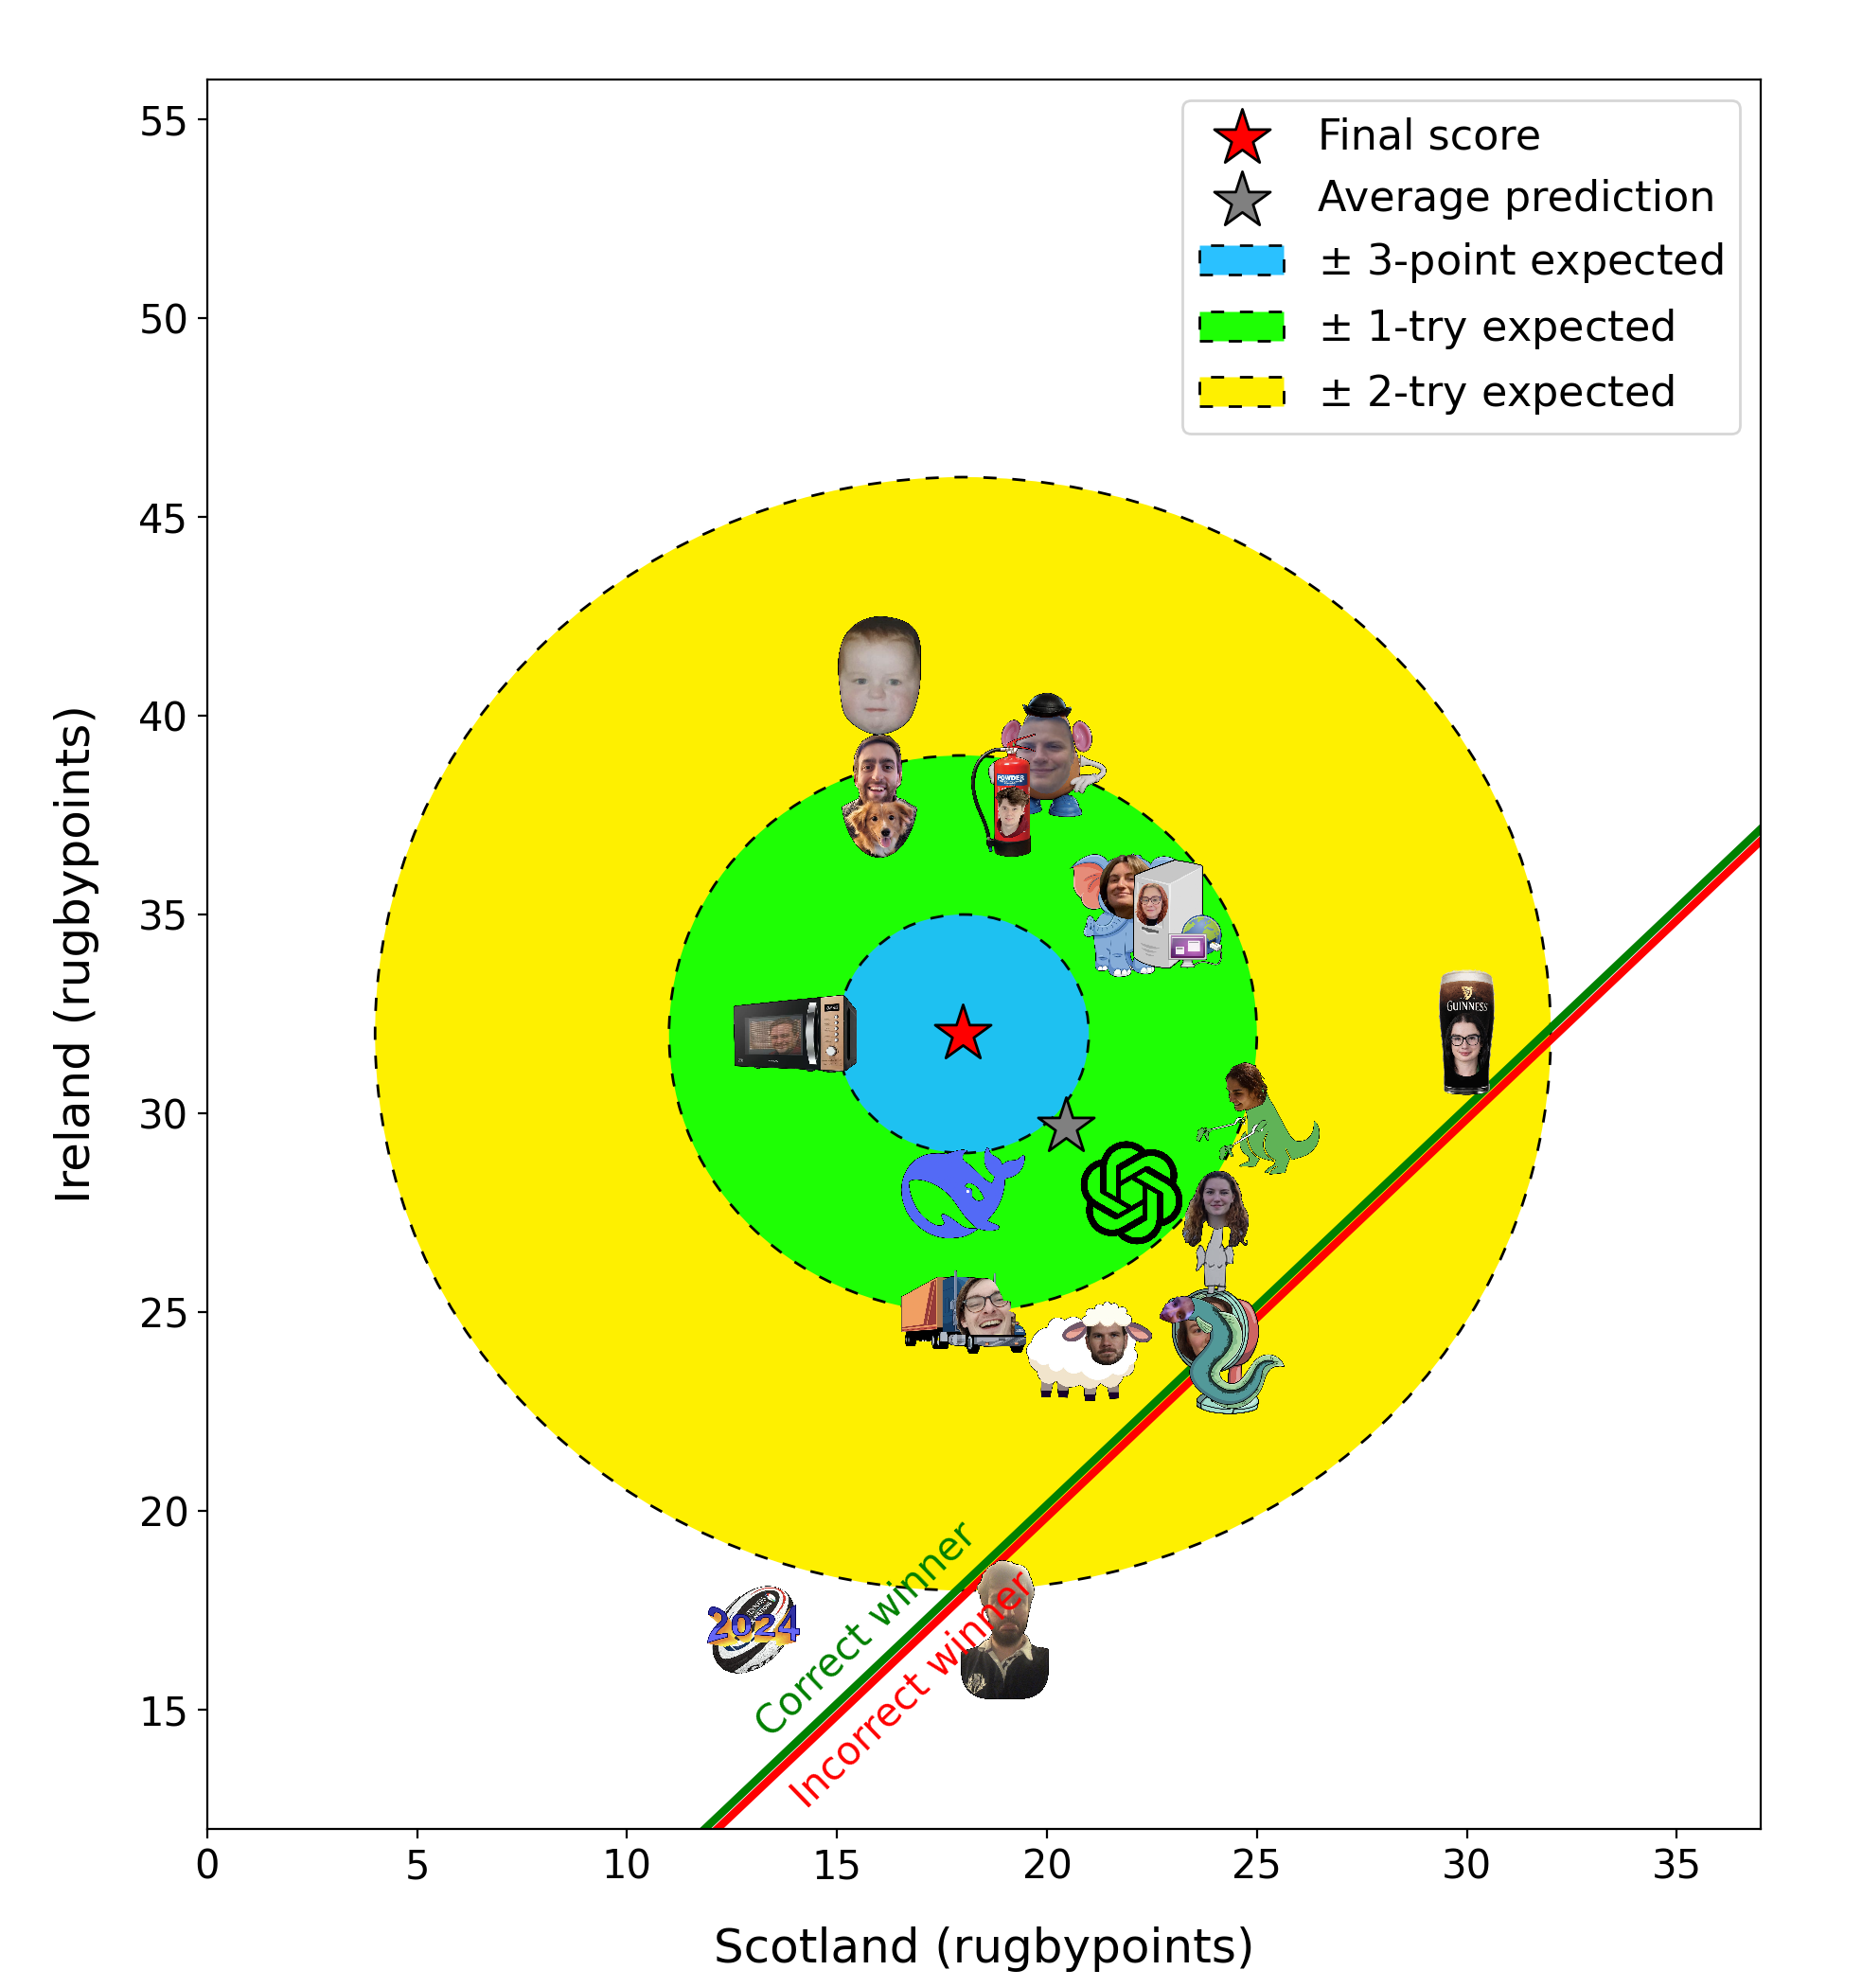 Final score
Average prediction
± 3-point expected
± 1-try expected
± 2-try expected
55
50
45
40
35
30
25
20
15
POWDER
GUINNESS
2024
Correct winner
Incorrect winner
0 5 10 15 20 25 30 35
Scotland (rugbypoints)
Ireland (rugbypoints)